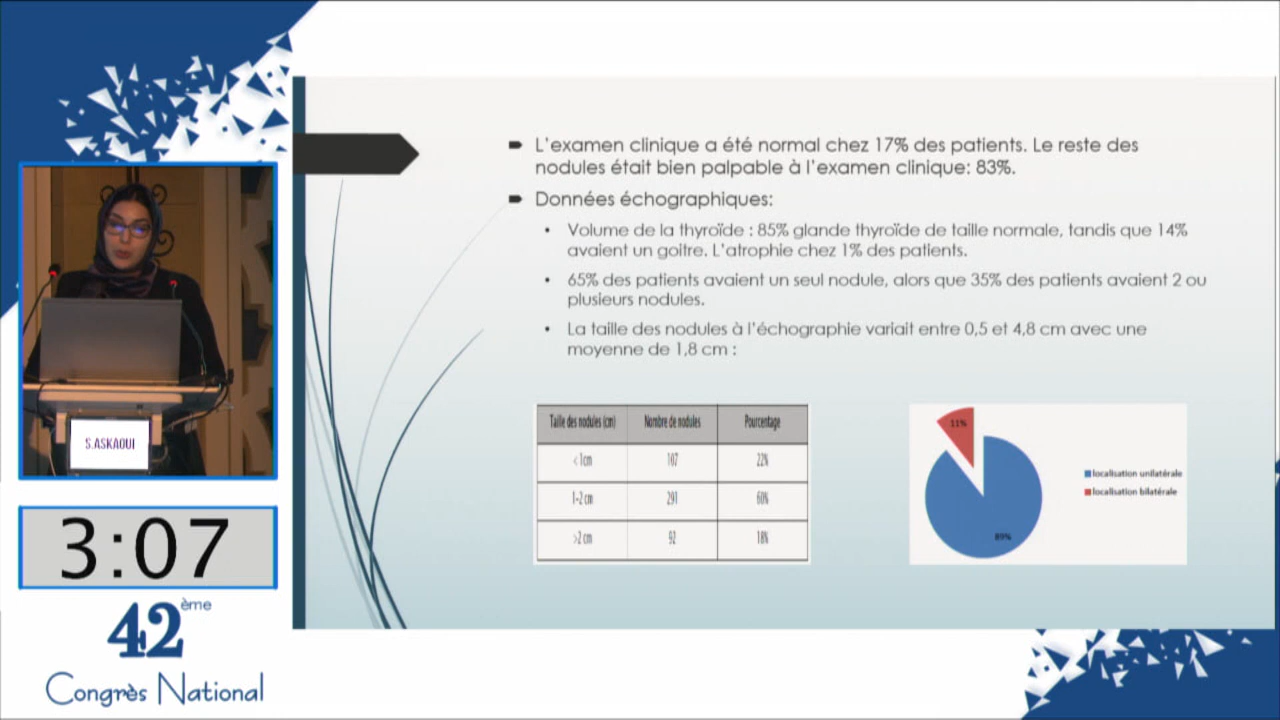 L'examen clinique a été normal chez 17% des patients. Le reste des
nodules était bien palpable à l'examen clinique: 83%.
Données échographiques:
Volume de la thyroïde : 85% glande thyroïde de taille normale, tandis que 14%
avaient un goitre. L'atrophie chez 1% des patients.
65% des patients avaient un seul nodule, alors que 35% des patients avaient 2 ou
plusieurs nodules.
La taille des nodules à l'échographie variait entre 0,5 et 4,8 cm avec une
moyenne de 1,8 cm :
Taille des nodules (cm) Nombre de nodules Pourcentage
<1cm 107 22%
1-2 cm 291 60%
>2 cm 92 18%
11%
89%
localisation unilatérale
localisation bilatérale
S.ASKAOUI
3:07
42ème
Congrès National